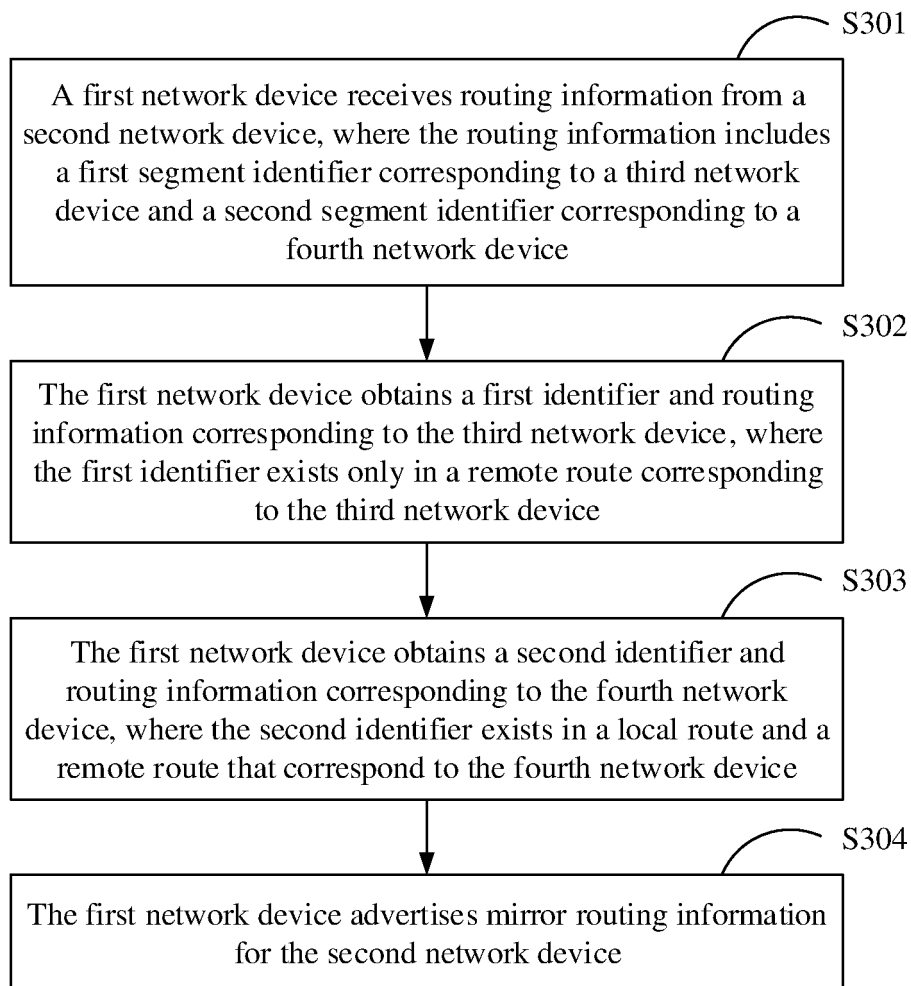 S301
A first network device receives routing information from a
second network device, where the routing information includes
a first segment identifier corresponding to a third network
device and a second segment identifier corresponding to a
fourth network device
S302
The first network device obtains a first identifier and routing
information corresponding to the third network device, where
the first identifier exists only in a remote route corresponding
to the third network device
S303
The first network device obtains a second identifier and
routing information corresponding to the fourth network
device, where the second identifier exists in a local route and a
remote route that correspond to the fourth network device
S304
The first network device advertises mirror routing information
for the second network device